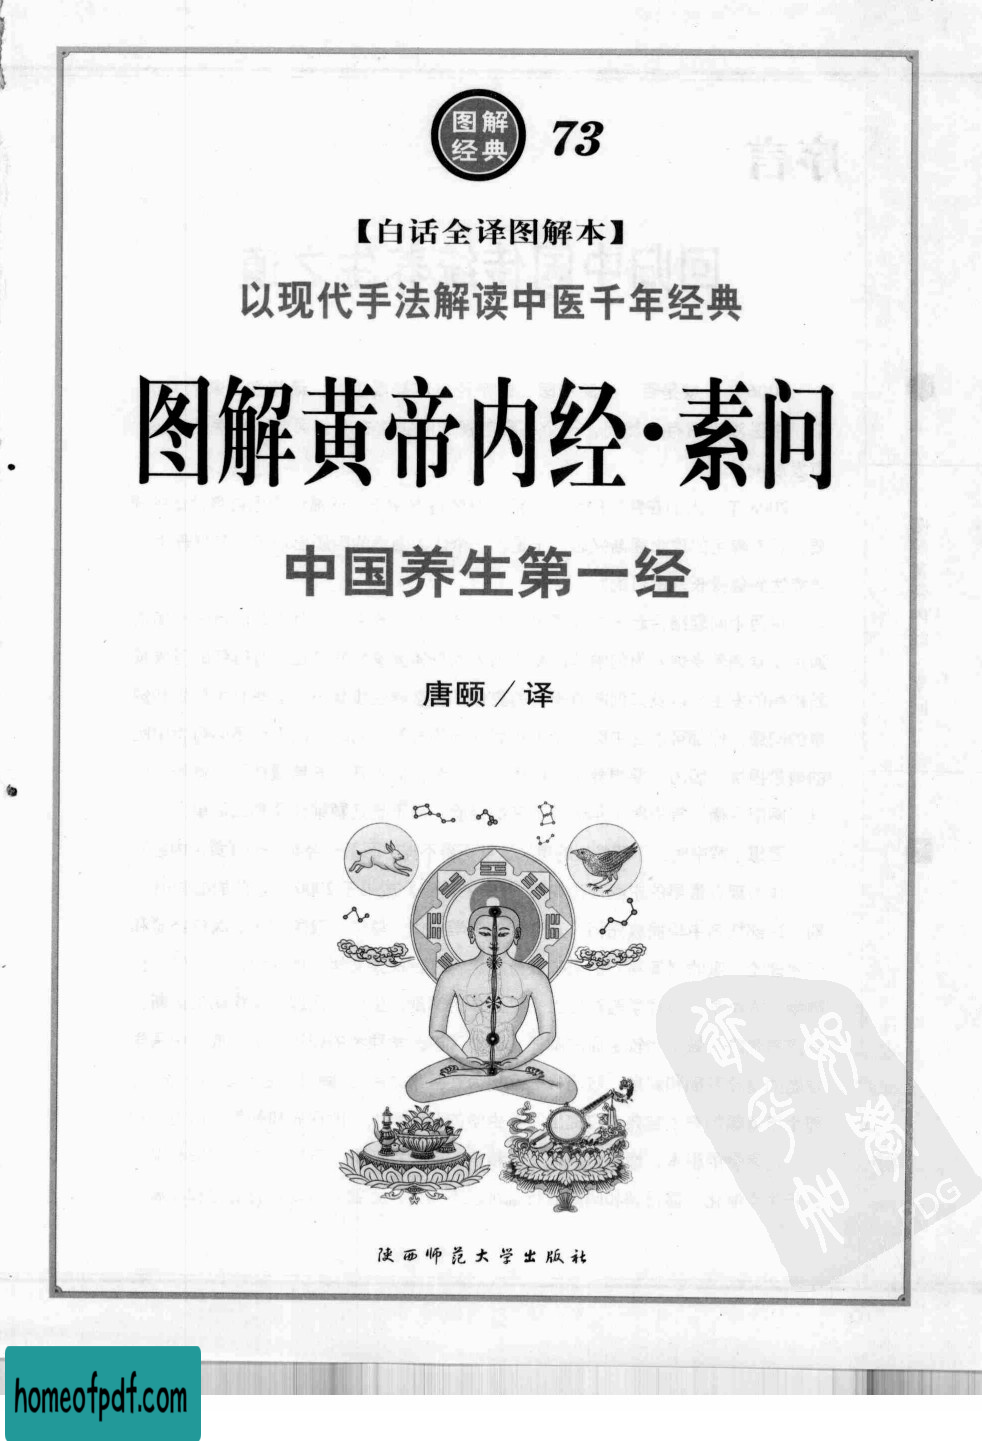 图解
经典
73
【白话全译图解本】
以现代手法解读中医千年经典
图解黄帝内经·素问
中国养生第一经
唐颐／译
陕西师范大学出版社
PDG
homeofpdf.com